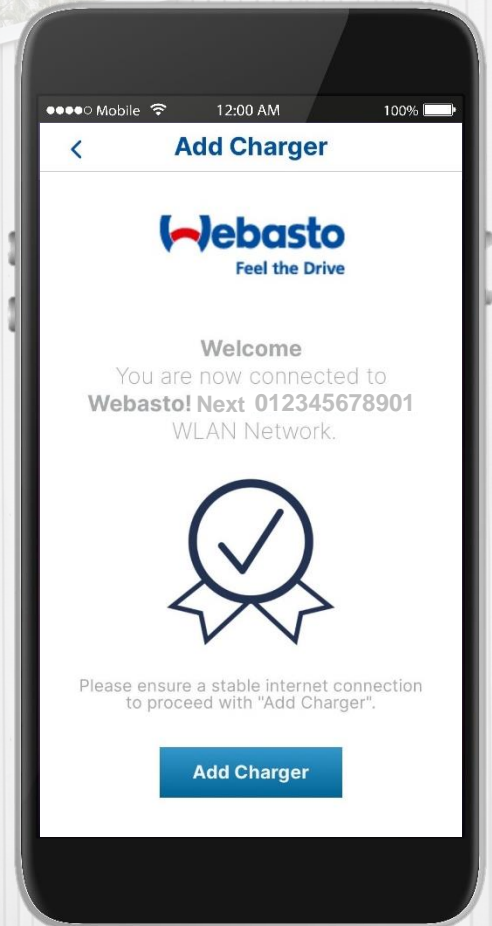 Mobile 12:00 AM 100%
Add Charger
Webasto
Feel the Drive
Welcome
You are now connected to
Webasto! Next 012345678901
WLAN Network.
Please ensure a stable internet connection
to proceed with "Add Charger".
Add Charger